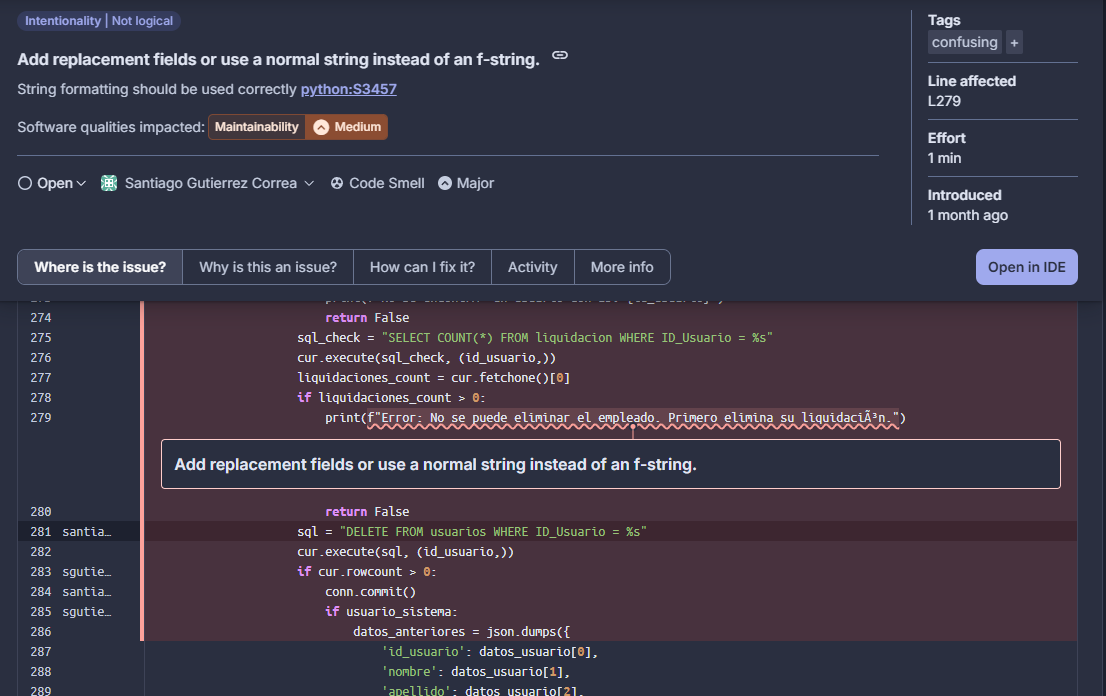 Intentionality | Not logical
Add replacement fields or use a normal string instead of an f-string.
String formatting should be used correctly python:S3457
Software qualities impacted: Maintainability Medium
Open Santiago Gutierrez Correa Code Smell Major
Tags
confusing +
Line affected
L279
Effort
1 min
Introduced
1 month ago
Where is the issue? Why is this an issue? How can I fix it? Activity More info
Open in IDE
274 return False
275 sql_check = "SELECT COUNT(*) FROM liquidacion WHERE ID_Usuario = %s"
276 cur.execute(sql_check, (id_usuario,))
277 liquidaciones_count = cur.fetchone()[0]
278 if liquidaciones_count > 0:
279 print(f"Error: No se puede eliminar el empleado. Primero elimina su liquidaciÃ³n.")
Add replacement fields or use a normal string instead of an f-string.
280 return False
281 santia… sql = "DELETE FROM usuarios WHERE ID_Usuario = %s"
282 cur.execute(sql, (id_usuario,))
283 sgutie… if cur.rowcount > 0:
284 santia… conn.commit()
285 sgutie… if usuario_sistema:
286 datos_anteriores = json.dumps({
287 'id_usuario': datos_usuario[0],
288 'nombre': datos_usuario[1],
289 'apellido': datos_usuario[2],